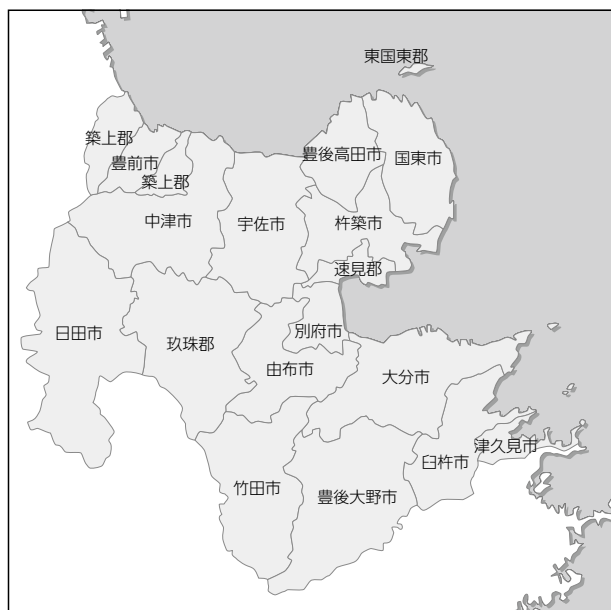 東国東郡
築上郡
豊前市
築上郡
豊後高田市
国東市
中津市
宇佐市
杵築市
速見郡
日田市
玖珠郡
別府市
由布市
大分市
津久見市
臼杵市
竹田市
豊後大野市